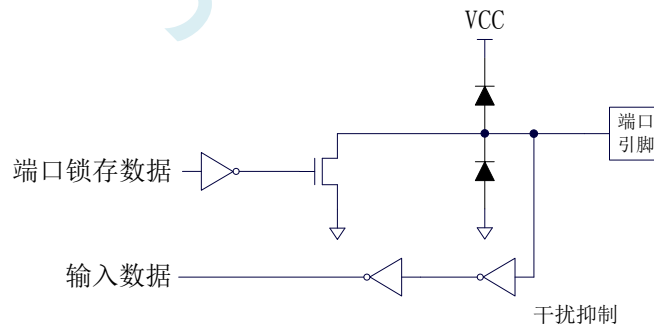 VCC
端口
引脚
端口锁存数据
输入数据
干扰抑制